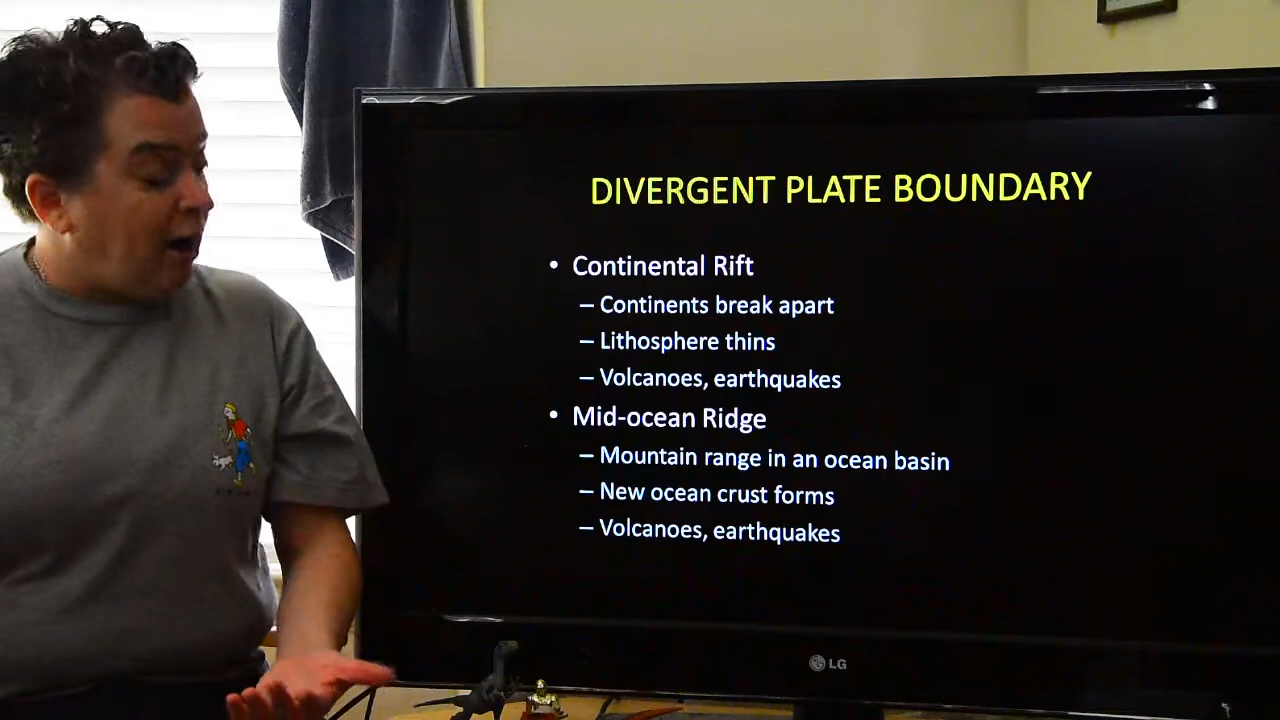 DIVERGENT PLATE BOUNDARY
• Continental Rift
– Continents break apart
– Lithosphere thins
– Volcanoes, earthquakes
• Mid-ocean Ridge
– Mountain range in an ocean basin
– New ocean crust forms
– Volcanoes, earthquakes
LG